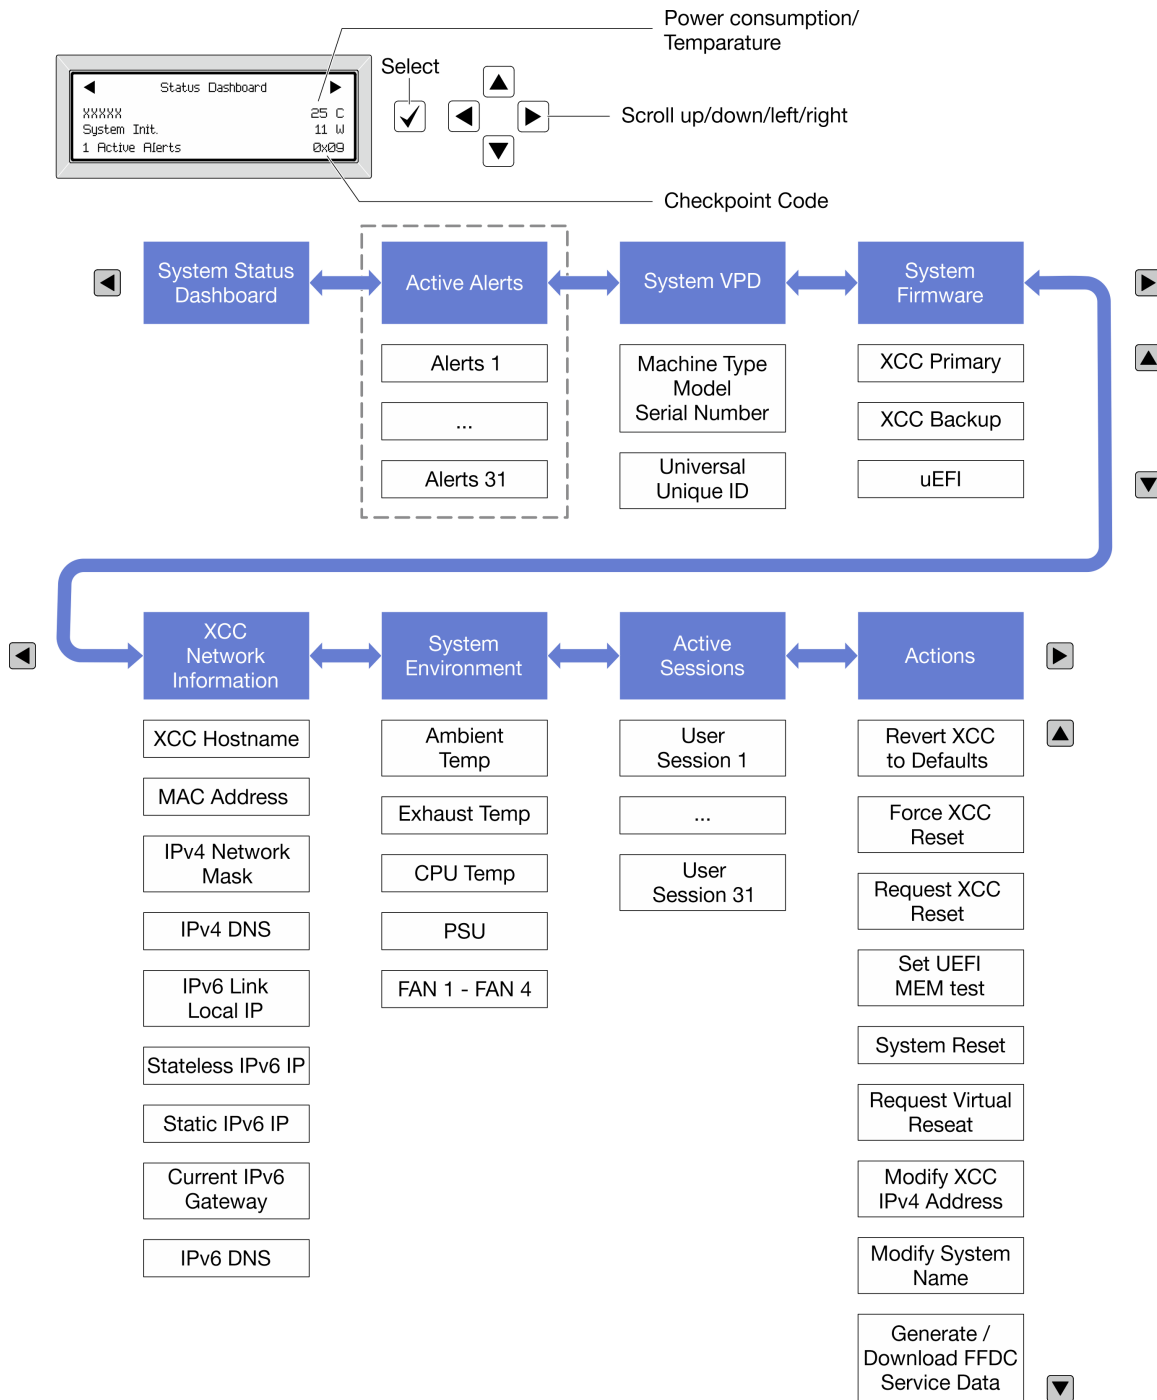 Power consumption/
Temparature
Select
Status Dashboard
XXXXX 25 C
System Init. 11 W
1 Active Alerts 0x09
Scroll up/down/left/right
Checkpoint Code
System Status
Dashboard
Active Alerts
Alerts 1
...
Alerts 31
System VPD
Machine Type
Model
Serial Number
Universal
Unique ID
System
Firmware
XCC Primary
XCC Backup
uEFI
XCC
Network
Information
XCC Hostname
MAC Address
IPv4 Network
Mask
IPv4 DNS
IPv6 Link
Local IP
Stateless IPv6 IP
Static IPv6 IP
Current IPv6
Gateway
IPv6 DNS
System
Environment
Ambient
Temp
Exhaust Temp
CPU Temp
PSU
FAN 1 - FAN 4
Active
Sessions
User
Session 1
...
User
Session 31
Actions
Revert XCC
to Defaults
Force XCC
Reset
Request XCC
Reset
Set UEFI
MEM test
System Reset
Request Virtual
Reseat
Modify XCC
IPv4 Address
Modify System
Name
Generate /
Download FFDC
Service Data